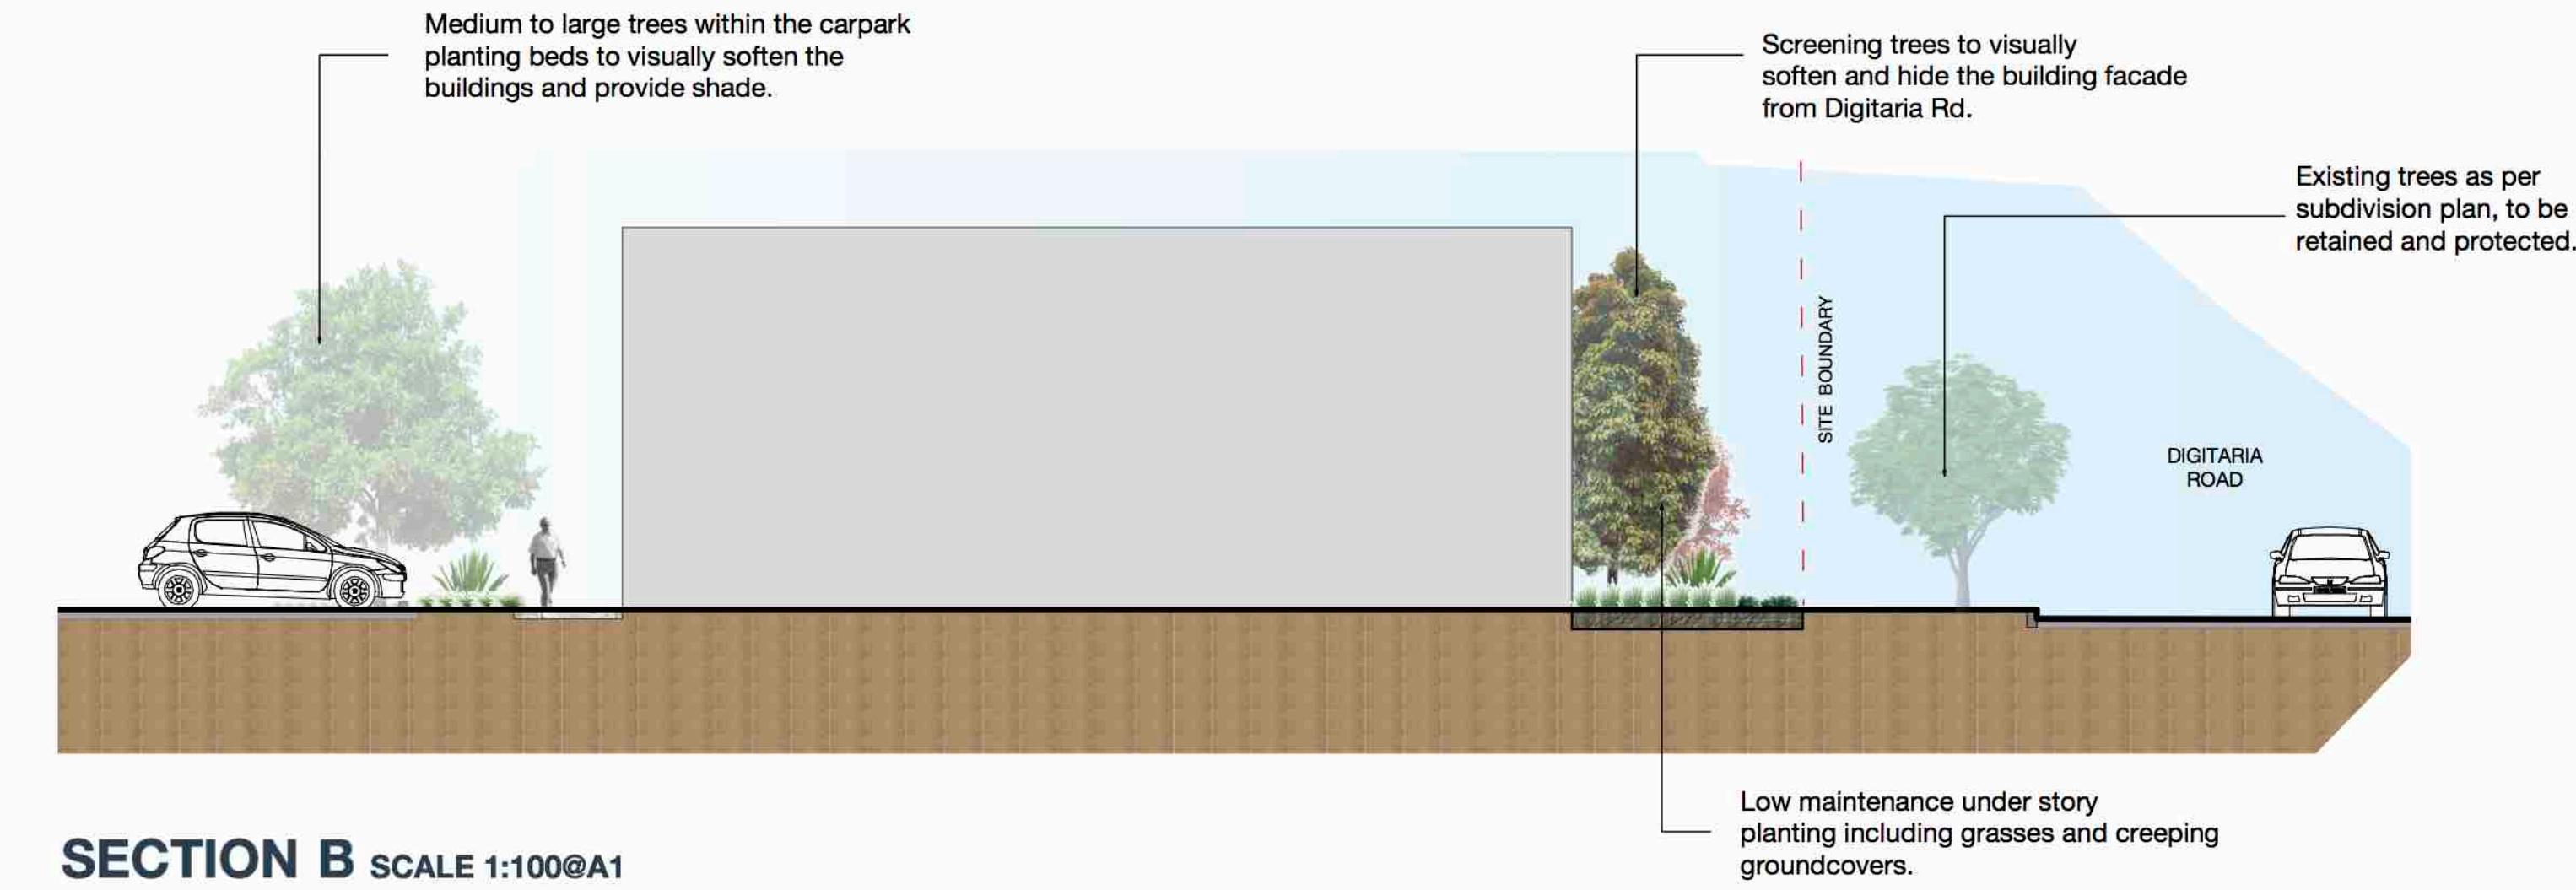 Medium to large trees within the carpark
planting beds to visually soften the
buildings and provide shade.
Screening trees to visually
soften and hide the building facade
from Digitaria Rd.
Existing trees as per
subdivision plan, to be
retained and protected.
SITE BOUNDARY
DIGITARIA
ROAD
Low maintenance under story
planting including grasses and creeping
groundcovers.
SECTION B SCALE 1:100@A1